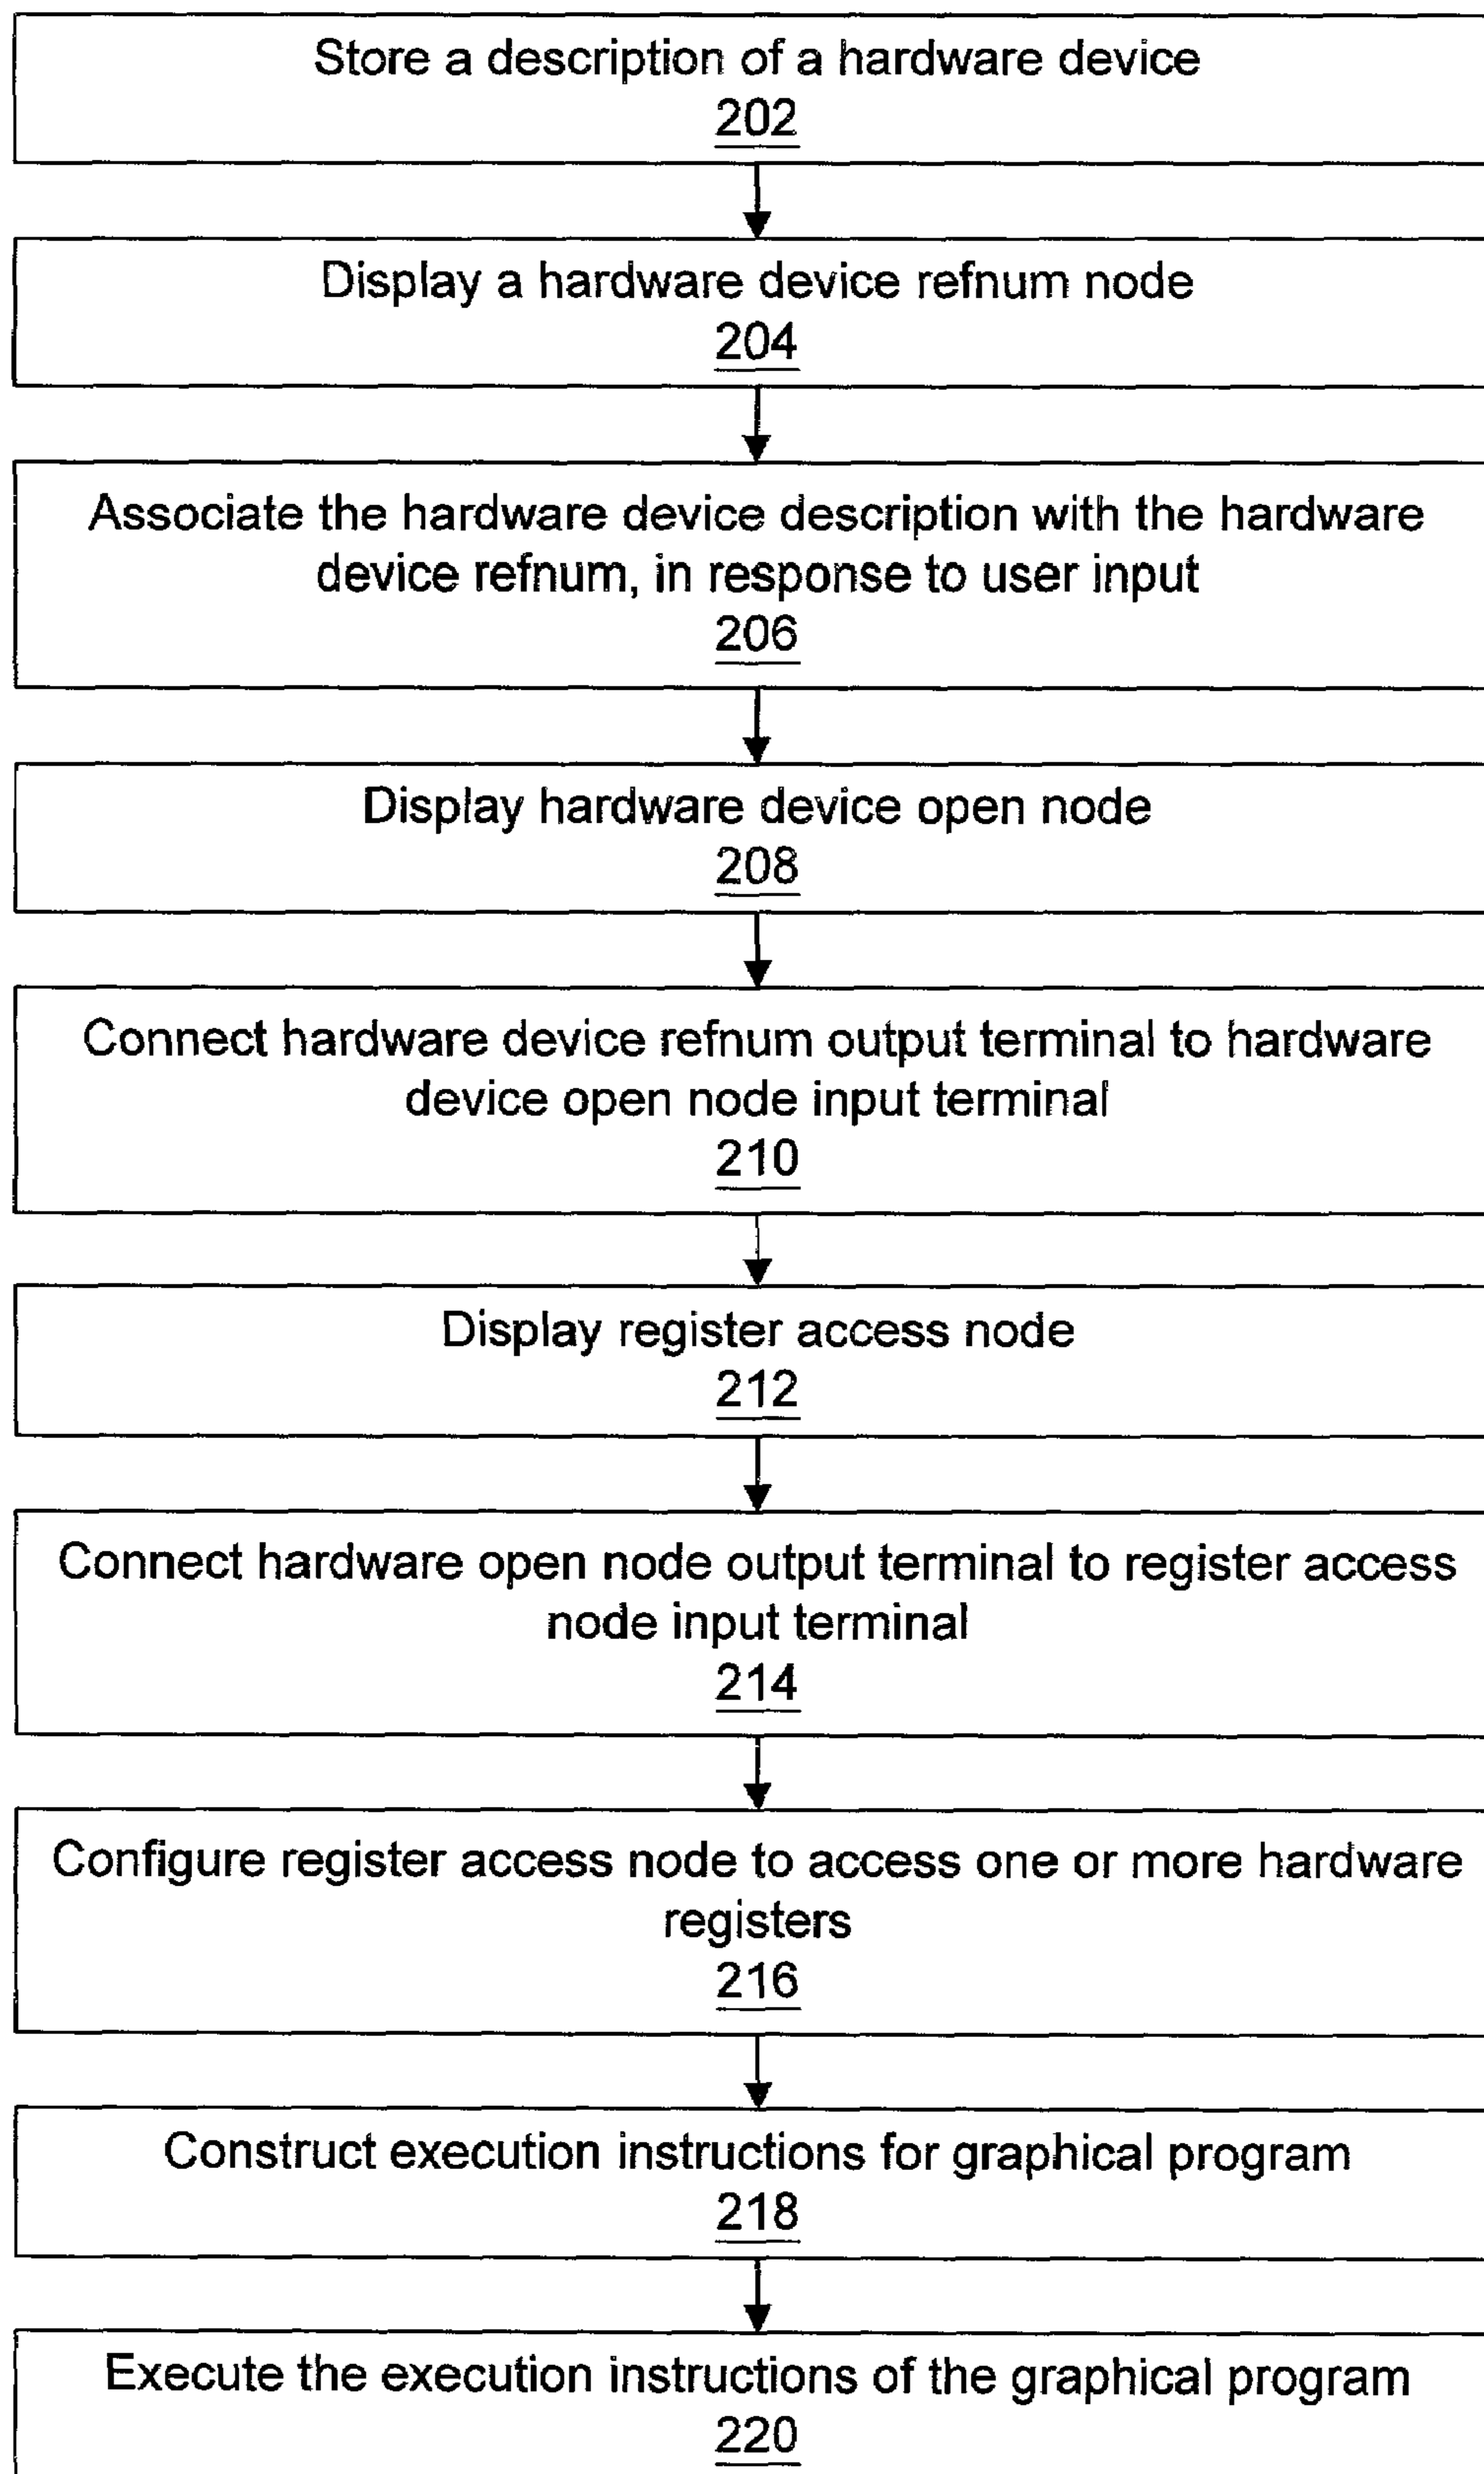 Store a description of a hardware device
202
Display a hardware device refnum node
204
Associate the hardware device description with the hardware
device refnum, in response to user input
206
Display hardware device open node
208
Connect hardware device refnum output terminal to hardware
device open node input terminal
210
Display register access node
212
Connect hardware open node output terminal to register access
node input terminal
214
Configure register access node to access one or more hardware
registers
216
Construct execution instructions for graphical program
218
Execute the execution instructions of the graphical program
220